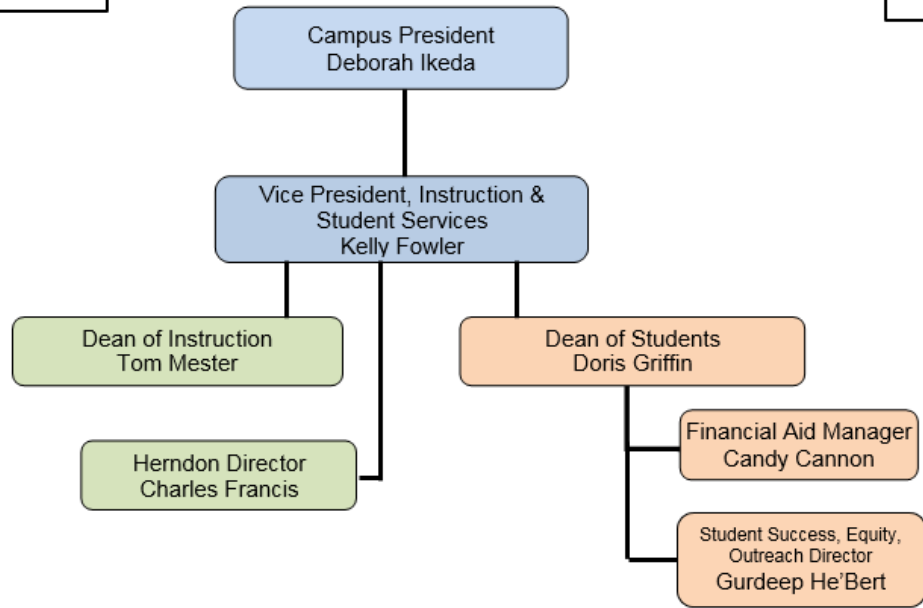 Campus President
Deborah Ikeda
Vice President, Instruction &
Student Services
Kelly Fowler
Dean of Instruction
Tom Mester
Dean of Students
Doris Griffin
Herndon Director
Charles Francis
Financial Aid Manager
Candy Cannon
Student Success, Equity,
Outreach Director
Gurdeep He’Bert